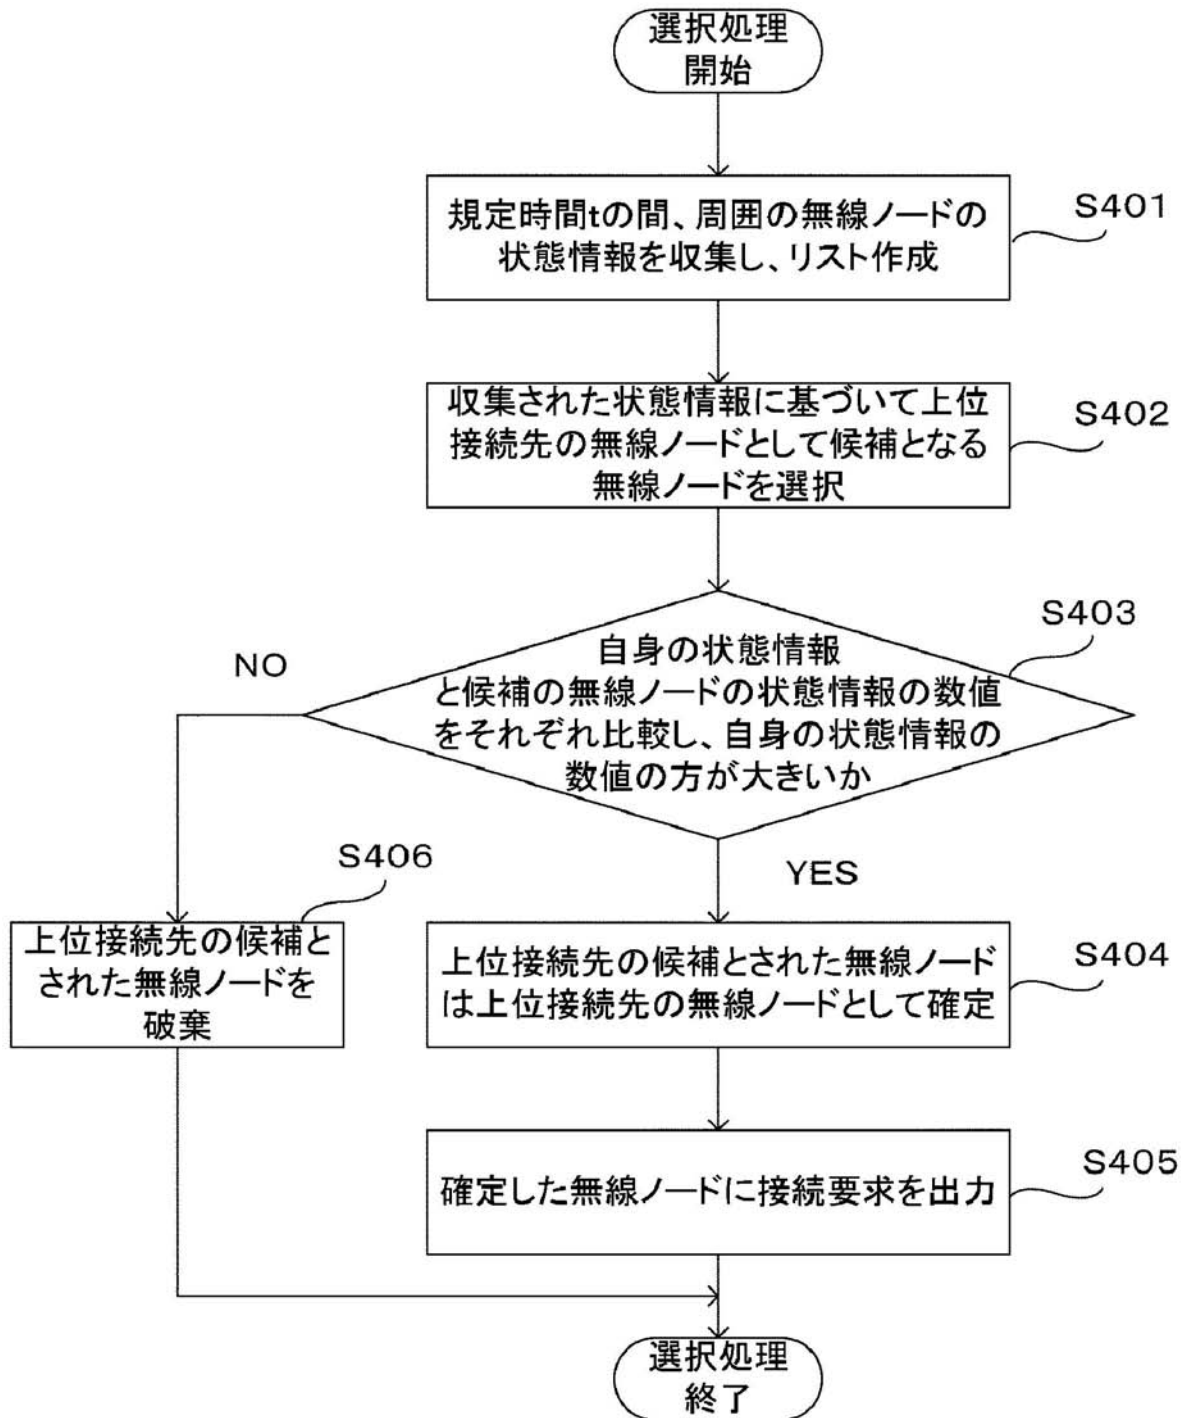 選択処理
開始
規定時間tの間、周囲の無線ノードの
状態情報を収集し、リスト作成
S401
収集された状態情報に基づいて上位
接続先の無線ノードとして候補となる
無線ノードを選択
S402
自身の状態情報
と候補の無線ノードの状態情報の数値
をそれぞれ比較し、自身の状態情報の
数値の方が大きいか
S403
NO
YES
上位接続先の候補と
された無線ノードを
破棄
S406
上位接続先の候補とされた無線ノード
は上位接続先の無線ノードとして確定
S404
確定した無線ノードに接続要求を出力
S405
選択処理
終了